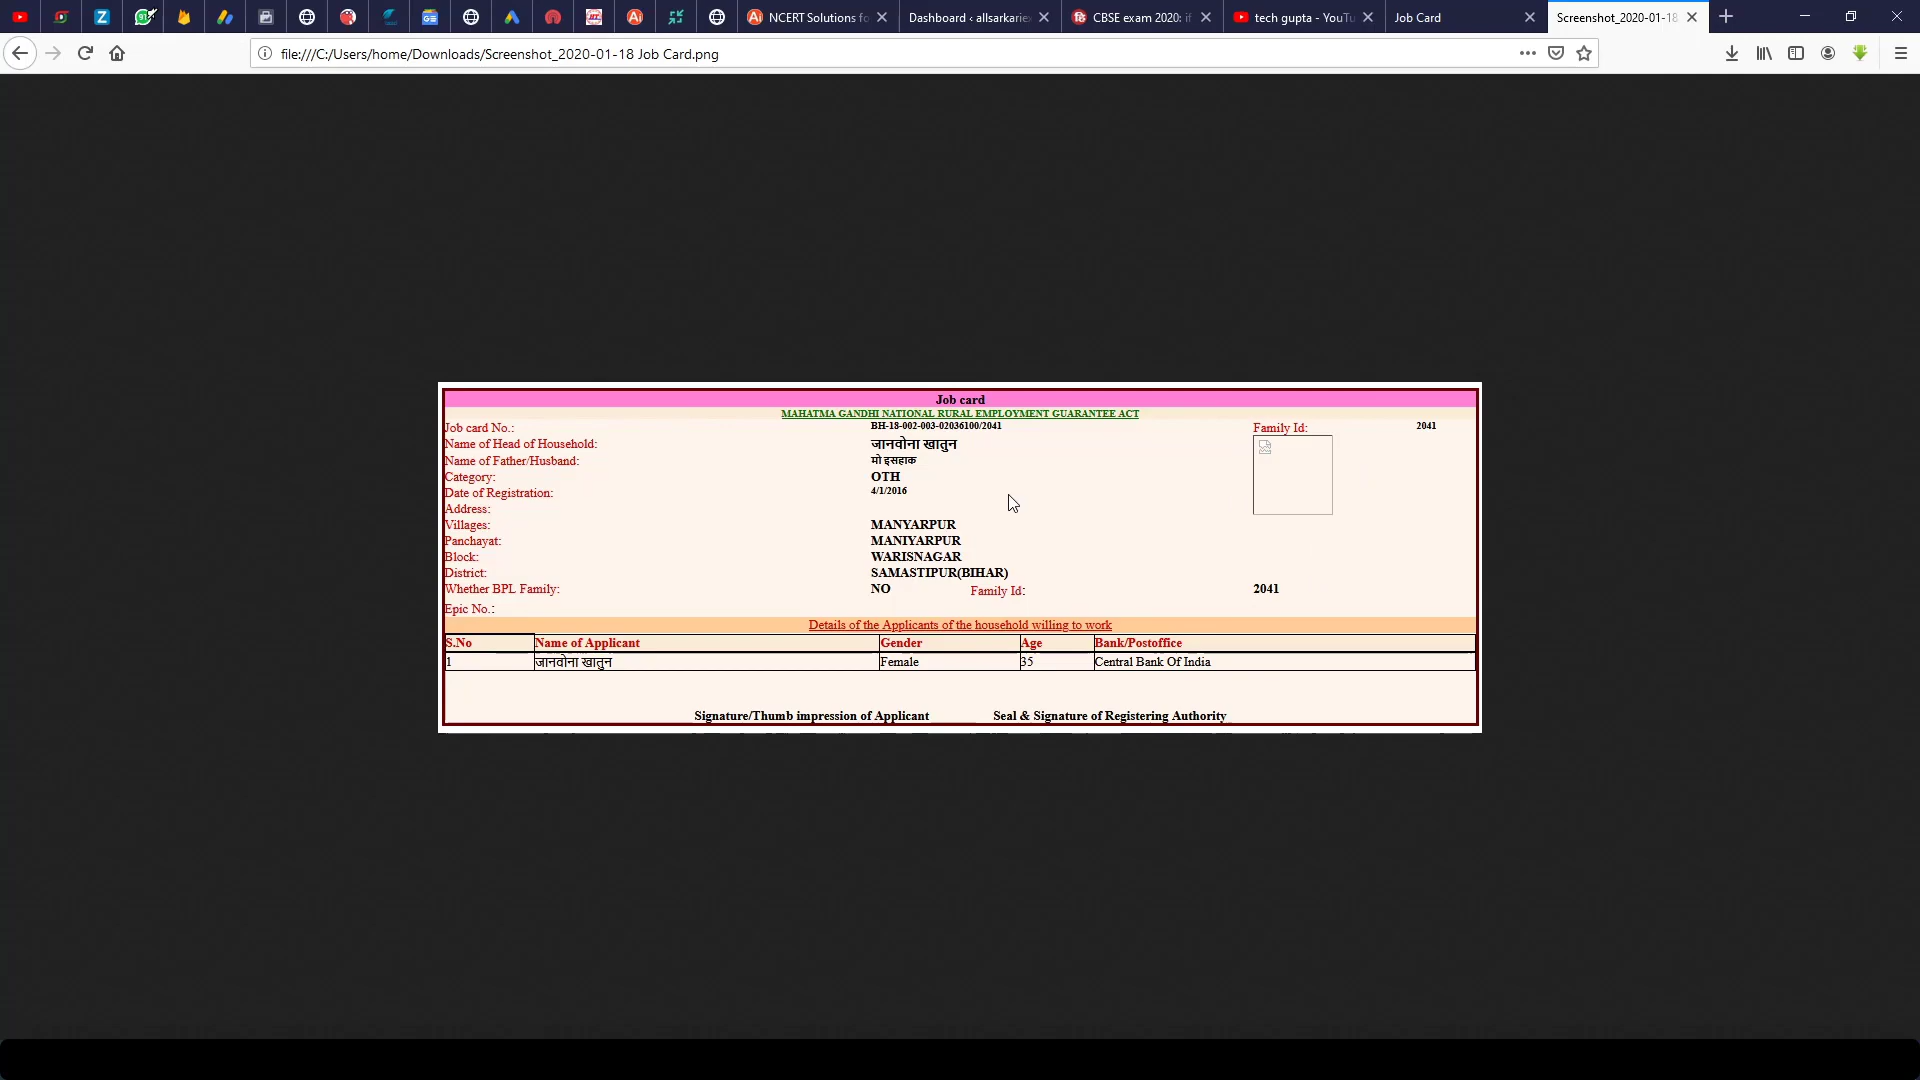 NCERT Solutions fo
Dashboard ‹ allsarkariex
CBSE exam 2020: if
tech gupta - YouTu
Job Card
Screenshot_2020-01-18
file:///C:/Users/home/Downloads/Screenshot_2020-01-18 Job Card.png
Job card
MAHATMA GANDHI NATIONAL RURAL EMPLOYMENT GUARANTEE ACT
Job card No.: BH-18-002-003-02036100/2041 Family Id: 2041
Name of Head of Household: जानवोना खातुन
Name of Father/Husband: मो इसहाक
Category: OTH
Date of Registration: 4/1/2016
Address:
Villages: MANYARPUR
Panchayat: MANIYARPUR
Block: WARISNAGAR
District: SAMASTIPUR(BIHAR)
Whether BPL Family: NO Family Id: 2041
Epic No.:
Details of the Applicants of the household willing to work
S.No Name of Applicant Gender Age Bank/Postoffice
1 जानवोना खातुन Female 35 Central Bank Of India
Signature/Thumb impression of Applicant Seal & Signature of Registering Authority